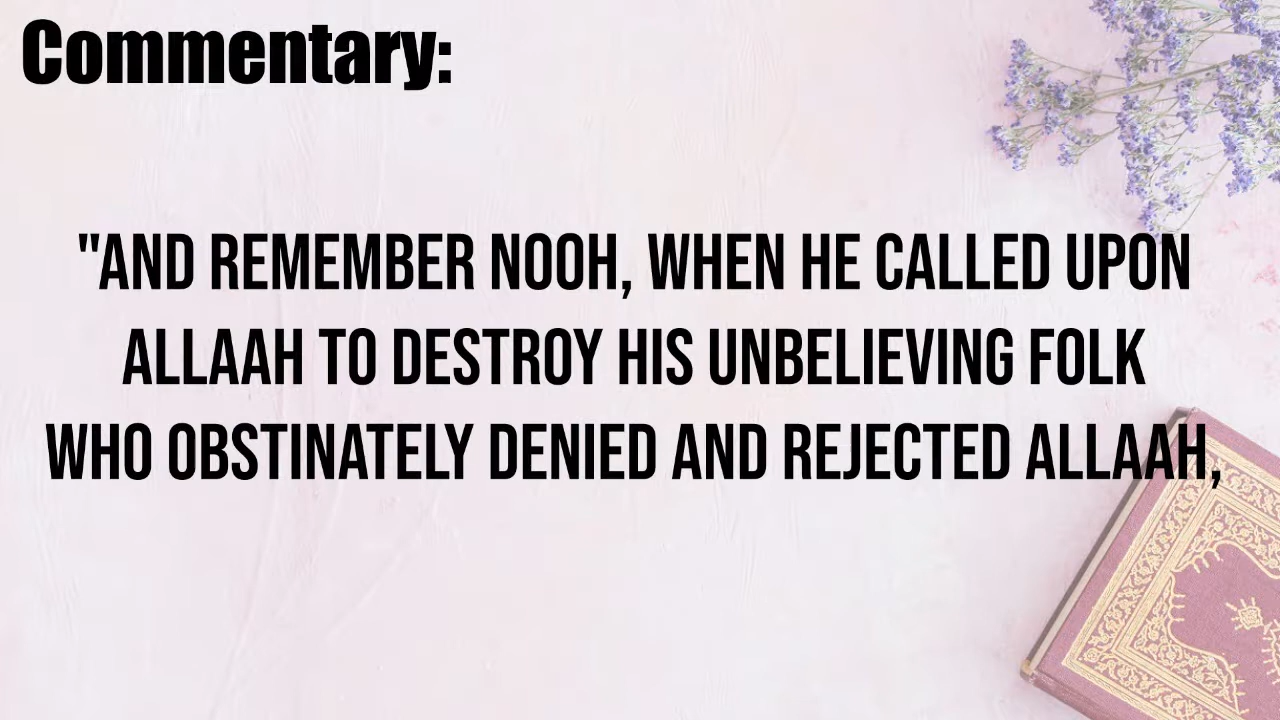 Commentary:
"AND REMEMBER NOOH, WHEN HE CALLED UPON
ALLAAH TO DESTROY HIS UNBELIEVING FOLK
WHO OBSTINATELY DENIED AND REJECTED ALLAAH,